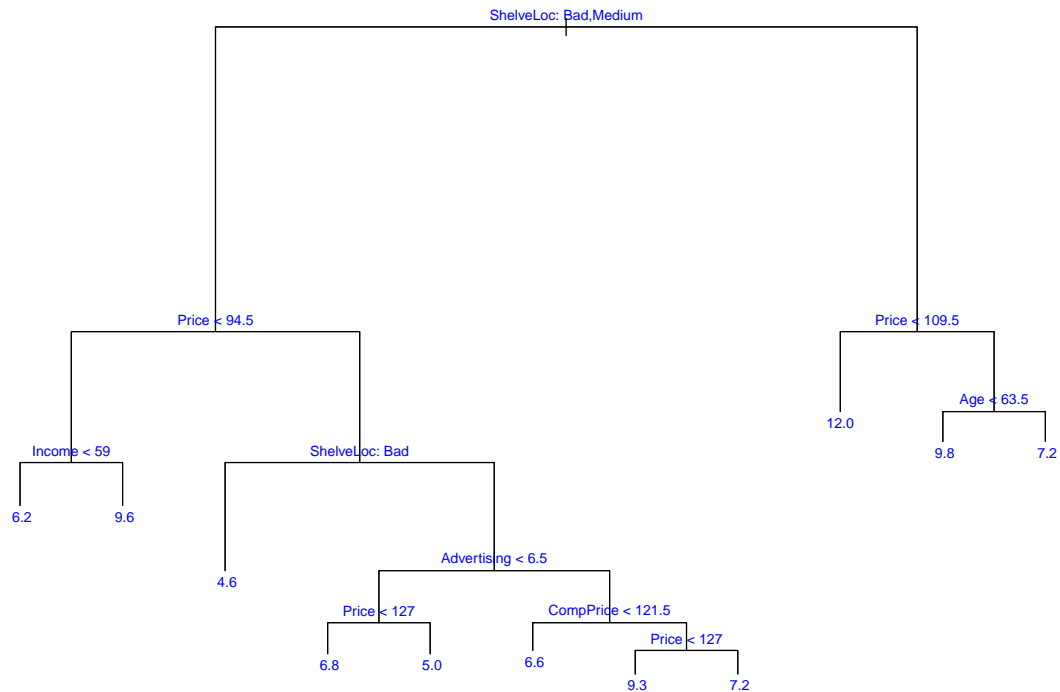 ShelveLoc: Bad,Medium
Price < 94.5
Price < 109.5
Age < 63.5
12.0
9.8
7.2
Income < 59
ShelveLoc: Bad
6.2
9.6
Advertising < 6.5
4.6
Price < 127
CompPrice < 121.5
Price < 127
6.8
5.0
6.6
9.3
7.2